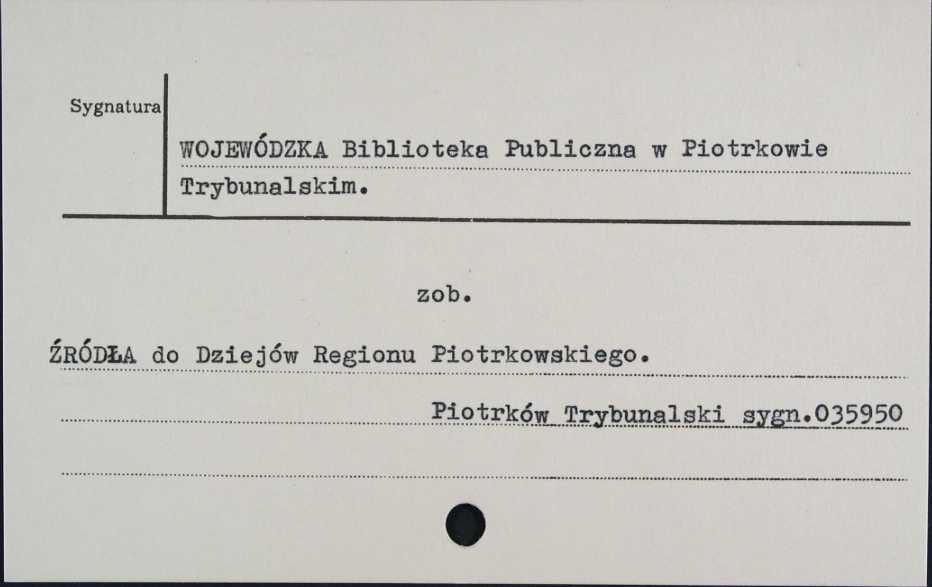 Sygnatura
WOJEWÓDZKA Biblioteka Publiczna w Piotrkowie
Trybunalskim.
zob.
ŹRÓDŁA do Dziejów Regionu Piotrkowskiego.
Piotrków Trybunalski sygn.035950